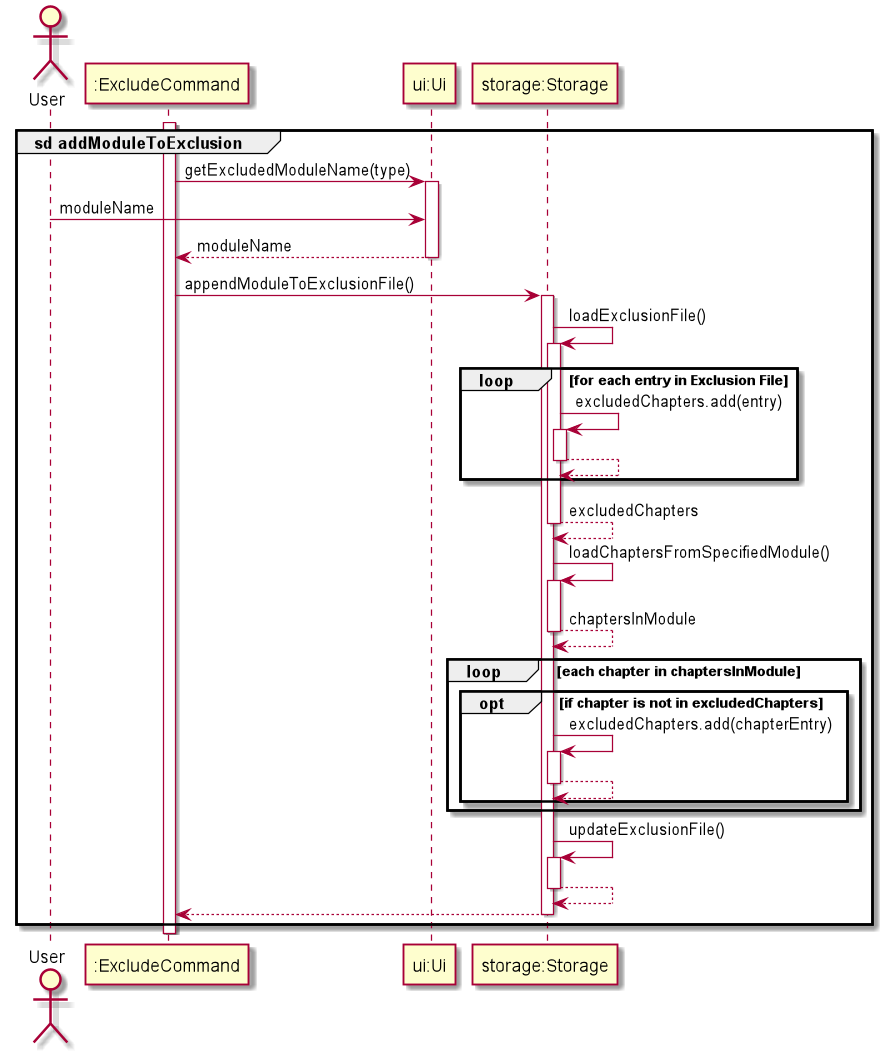 User
:ExcludeCommand
ui:Ui
storage:Storage
sd addModuleToExclusion
getExcludedModuleName(type)
moduleName
moduleName
appendModuleToExclusionFile()
loadExclusionFile()
loop
[for each entry in Exclusion File]
excludedChapters.add(entry)
excludedChapters
loadChaptersFromSpecifiedModule()
chaptersInModule
loop
[each chapter in chaptersInModule]
opt
[if chapter is not in excludedChapters]
excludedChapters.add(chapterEntry)
updateExclusionFile()
User
:ExcludeCommand
ui:Ui
storage:Storage